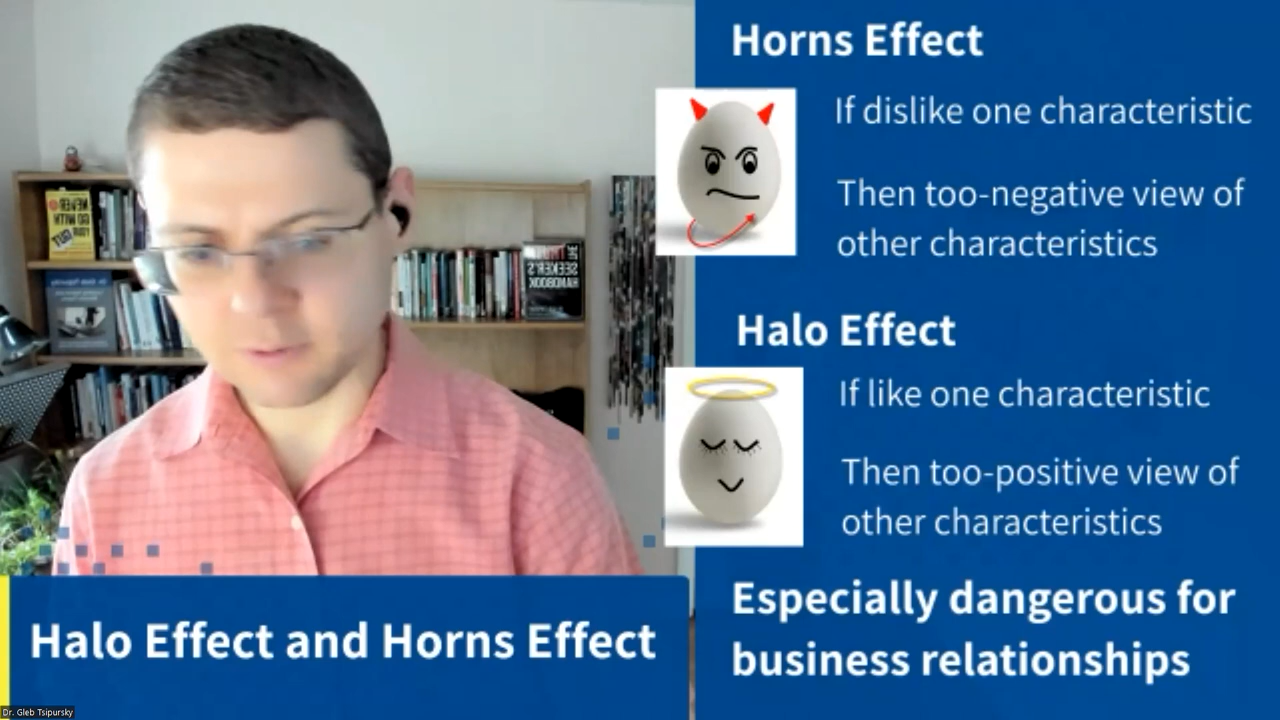 Horns Effect
If dislike one characteristic
Then too-negative view of
other characteristics
Halo Effect
If like one characteristic
Then too-positive view of
other characteristics
Especially dangerous for
business relationships
Halo Effect and Horns Effect
NEVER
GO WITH
YOUR
GUT
SEEKER'S
HANDBOOK
Dr. Gleb Tsipursky